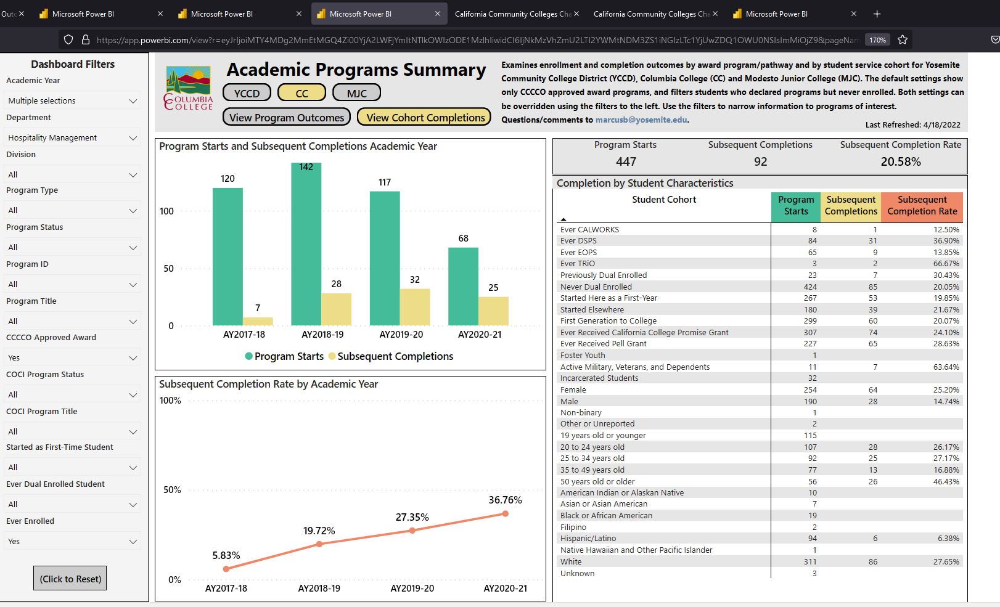 Microsoft Power BI
Microsoft Power BI
Microsoft Power BI
California Community Colleges Cha
California Community Colleges Cha
Microsoft Power BI
170%
Dashboard Filters
Academic Year
Multiple selections
Department
Hospitality Management
Division
All
Program Type
All
Program Status
All
Program ID
All
Program Title
All
CCCCO Approved Award
Yes
COCI Program Status
All
COCI Program Title
All
Started as First-Time Student
All
Ever Dual Enrolled Student
All
Ever Enrolled
Yes
(Click to Reset)
COLUMBIA
COLLEGE
Academic Programs Summary
YCCD CC MJC
View Program Outcomes View Cohort Completions
Examines enrollment and completion outcomes by award program/pathway and by student service cohort for Yosemite
Community College District (YCCD), Columbia College (CC) and Modesto Junior College (MJC). The default settings show
only CCCCO approved award programs, and filters students who declared programs but never enrolled. Both settings can
be overridden using the filters to the left. Use the filters to narrow information to programs of interest.
Questions/comments to marcusb@yosemite.edu.
Last Refreshed: 4/18/2022
Program Starts and Subsequent Completions Academic Year
142
120
117
100
68
50
32
28
25
7
0
AY2017-18 AY2018-19 AY2019-20 AY2020-21
Program Starts Subsequent Completions
Subsequent Completion Rate by Academic Year
100%
50%
36.76%
27.35%
19.72%
5.83%
0%
AY2017-18 AY2018-19 AY2019-20 AY2020-21
Program Starts Subsequent Completions Subsequent Completion Rate
447 92 20.58%
Completion by Student Characteristics
Student Cohort Program Starts Subsequent Completions Subsequent Completion Rate
Ever CALWORKS 8 1 12.50%
Ever DSPS 84 31 36.90%
Ever EOPS 65 9 13.85%
Ever TRiO 3 2 66.67%
Previously Dual Enrolled 23 7 30.43%
Never Dual Enrolled 424 85 20.05%
Started Here as a First-Year 267 53 19.85%
Started Elsewhere 180 39 21.67%
First Generation to College 299 60 20.07%
Ever Received California College Promise Grant 307 74 24.10%
Ever Received Pell Grant 227 65 28.63%
Foster Youth 1
Active Military, Veterans, and Dependents 11 7 63.64%
Incarcerated Students 32
Female 254 64 25.20%
Male 190 28 14.74%
Non-binary 1
Other or Unreported 2
19 years old or younger 115
20 to 24 years old 107 28 26.17%
25 to 34 years old 92 25 27.17%
35 to 49 years old 77 13 16.88%
50 years old or older 56 26 46.43%
American Indian or Alaskan Native 10
Asian or Asian American 7
Black or African American 19
Filipino 2
Hispanic/Latino 94 6 6.38%
Native Hawaiian and Other Pacific Islander 1
White 311 86 27.65%
Unknown 3